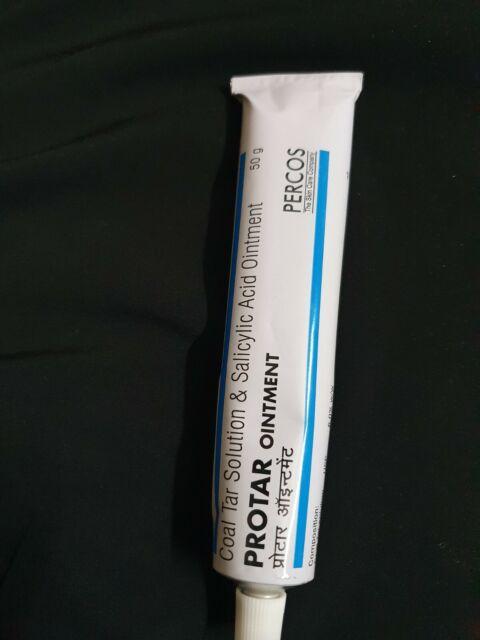 Coal Tar Solution & Salicylic Acid Ointment 50 g
PROTAR OINTMENT
प्रोटार ऑइन्टमेंट
PERCOS
The Skin Care Company
Composition: